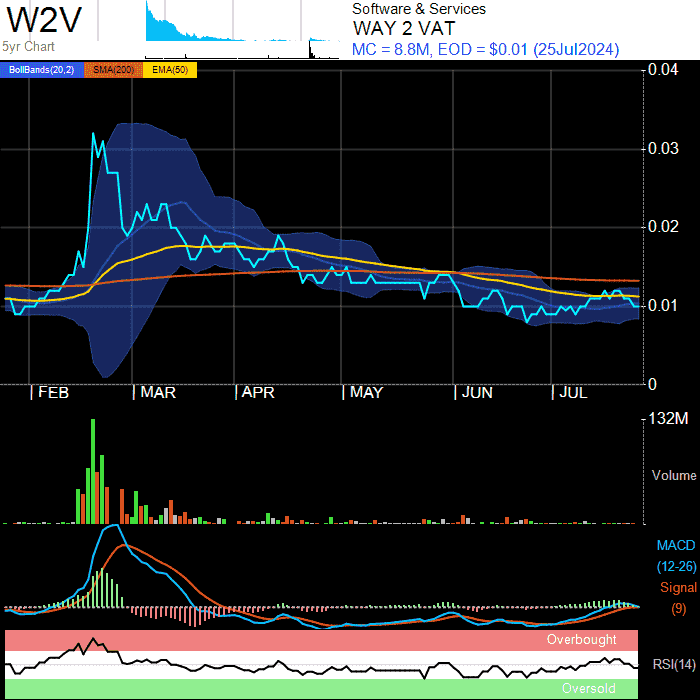 W2V
5yr Chart
Software & Services
WAY 2 VAT
MC = 8.8M, EOD = $0.01 (25Jul2024)
BollBands(20,2) SMA(200) EMA(50)
0.04
0.03
0.02
0.01
0
FEB MAR APR MAY JUN JUL
132M
Volume
MACD
(12-26)
Signal
(9)
Overbought
RSI(14)
Oversold